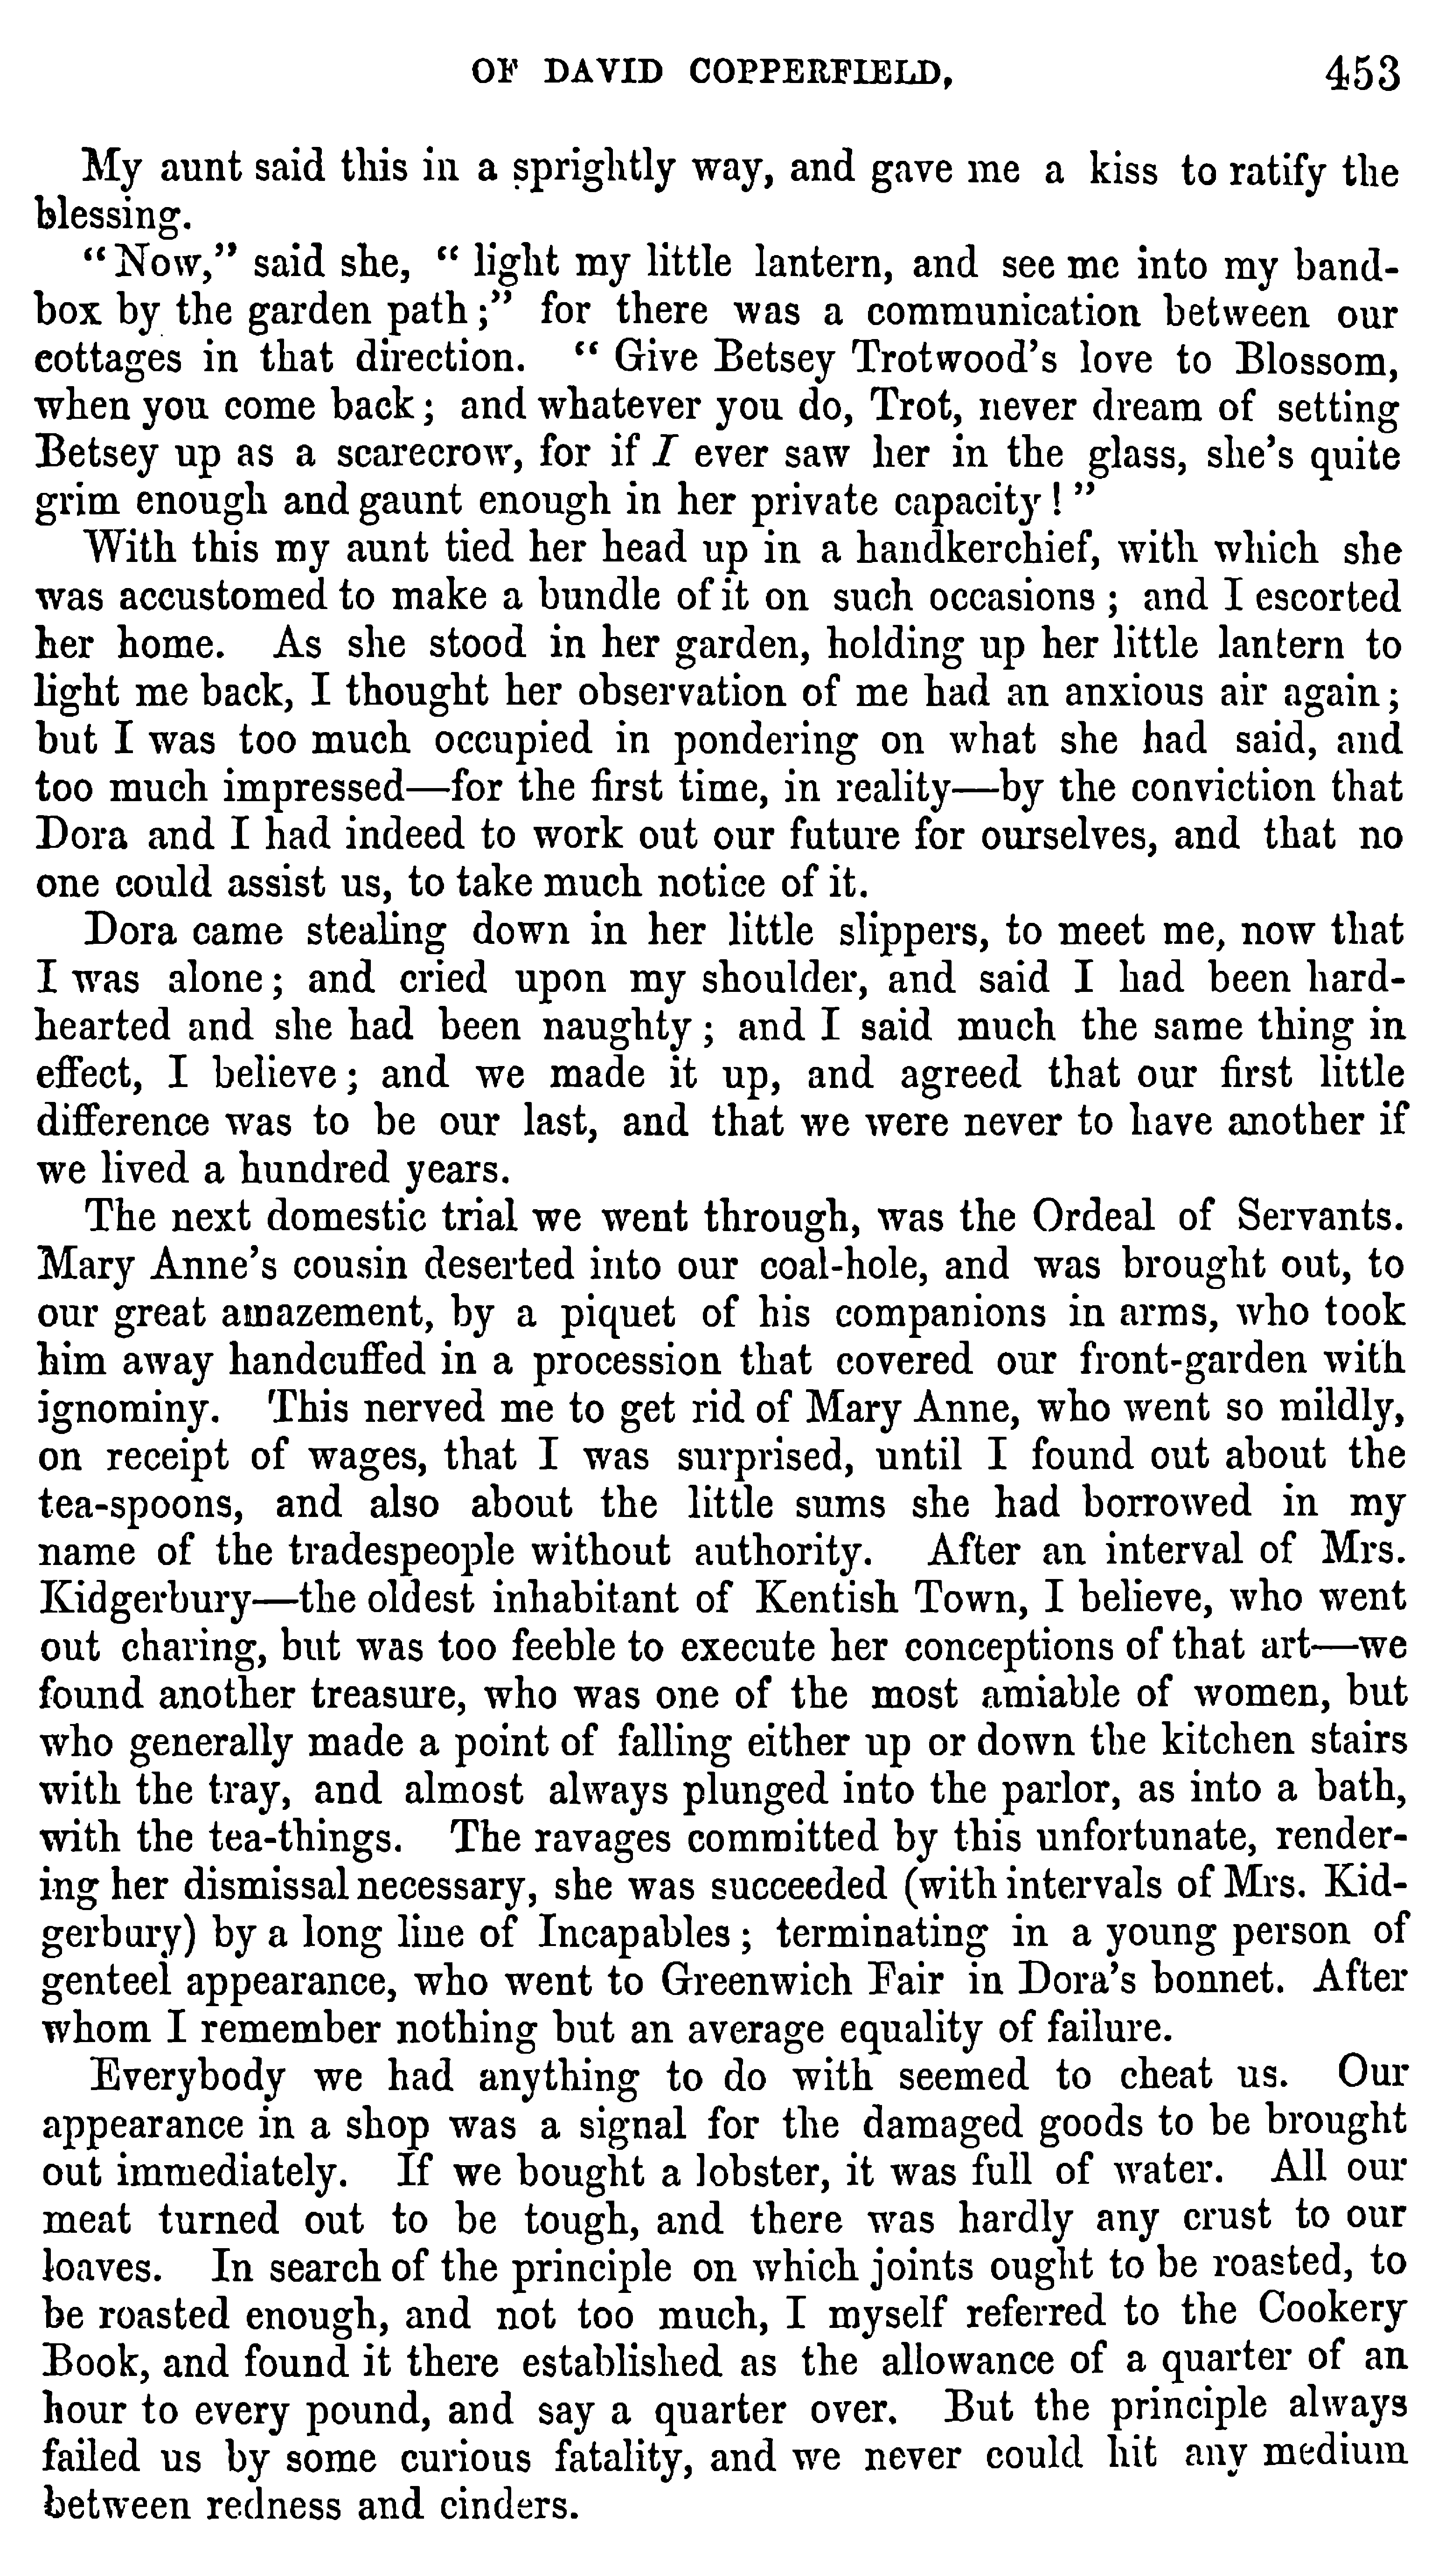 OF DAVID COPPERFIELD, 453
My aunt said this in a sprightly way, and gave me a kiss to ratify the
blessing.
"Now," said she, "light my little lantern, and see me into my band-
box by the garden path;" for there was a communication between our
cottages in that direction. "Give Betsey Trotwood's love to Blossom,
when you come back; and whatever you do, Trot, never dream of setting
Betsey up as a scarecrow, for if I ever saw her in the glass, she's quite
grim enough and gaunt enough in her private capacity!"
With this my aunt tied her head up in a handkerchief, with which she
was accustomed to make a bundle of it on such occasions; and I escorted
her home. As she stood in her garden, holding up her little lantern to
light me back, I thought her observation of me had an anxious air again;
but I was too much occupied in pondering on what she had said, and
too much impressed—for the first time, in reality—by the conviction that
Dora and I had indeed to work out our future for ourselves, and that no
one could assist us, to take much notice of it.
Dora came stealing down in her little slippers, to meet me, now that
I was alone; and cried upon my shoulder, and said I had been hard-
hearted and she had been naughty; and I said much the same thing in
effect, I believe; and we made it up, and agreed that our first little
difference was to be our last, and that we were never to have another if
we lived a hundred years.
The next domestic trial we went through, was the Ordeal of Servants.
Mary Anne's cousin deserted into our coal-hole, and was brought out, to
our great amazement, by a piquet of his companions in arms, who took
him away handcuffed in a procession that covered our front-garden with
ignominy. This nerved me to get rid of Mary Anne, who went so mildly,
on receipt of wages, that I was surprised, until I found out about the
tea-spoons, and also about the little sums she had borrowed in my
name of the tradespeople without authority. After an interval of Mrs.
Kidgerbury—the oldest inhabitant of Kentish Town, I believe, who went
out charing, but was too feeble to execute her conceptions of that art—we
found another treasure, who was one of the most amiable of women, but
who generally made a point of falling either up or down the kitchen stairs
with the tray, and almost always plunged into the parlor, as into a bath,
with the tea-things. The ravages committed by this unfortunate, render-
ing her dismissal necessary, she was succeeded (with intervals of Mrs. Kid-
gerbury) by a long line of Incapables; terminating in a young person of
genteel appearance, who went to Greenwich Fair in Dora's bonnet. After
whom I remember nothing but an average equality of failure.
Everybody we had anything to do with seemed to cheat us. Our
appearance in a shop was a signal for the damaged goods to be brought
out immediately. If we bought a lobster, it was full of water. All our
meat turned out to be tough, and there was hardly any crust to our
loaves. In search of the principle on which joints ought to be roasted, to
be roasted enough, and not too much, I myself referred to the Cookery
Book, and found it there established as the allowance of a quarter of an
hour to every pound, and say a quarter over. But the principle always
failed us by some curious fatality, and we never could hit any medium
between redness and cinders.